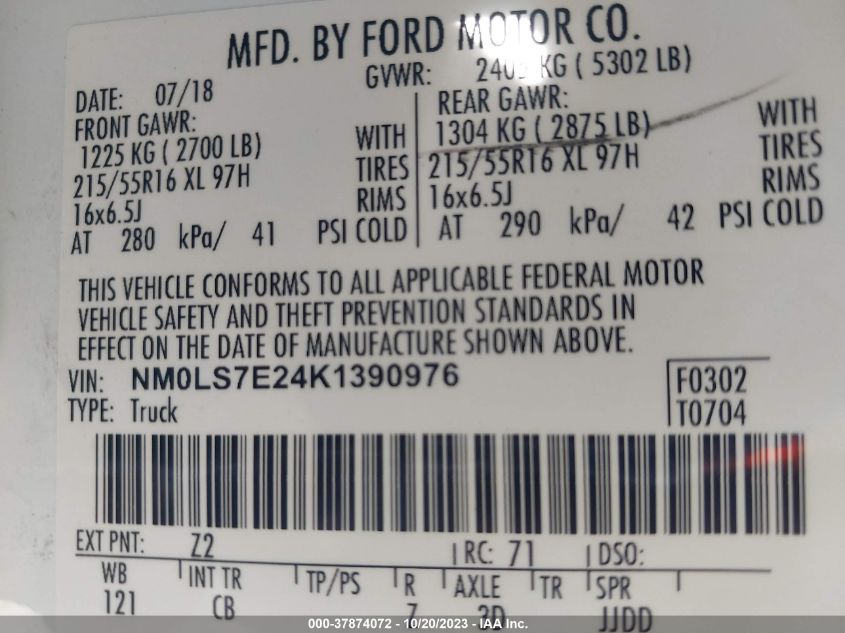 MFD. BY FORD MOTOR CO.
GVWR: KG ( 5302 LB)
DATE: 07/18
FRONT GAWR:
1225 KG ( 2700 LB) WITH
215/55R16 XL 97H TIRES
16x6.5J RIMS
AT 280 kPa/ 41 PSI COLD
REAR GAWR:
1304 KG ( 2875 LB) WITH
215/55R16 XL 97H TIRES
16x6.5J RIMS
AT 290 kPa/ 42 PSI COLD
THIS VEHICLE CONFORMS TO ALL APPLICABLE FEDERAL MOTOR
VEHICLE SAFETY AND THEFT PREVENTION STANDARDS IN
EFFECT ON THE DATE OF MANUFACTURE SHOWN ABOVE.
VIN: NM0LS7E24K1390976
TYPE: Truck
F0302
T0704
EXT PNT: Z2 RC: 71 DSO:
WB INT TR TP/PS R AXLE TR SPR
121 CB 7 JJDD
000-37874072 - 10/20/2023 - IAA Inc.